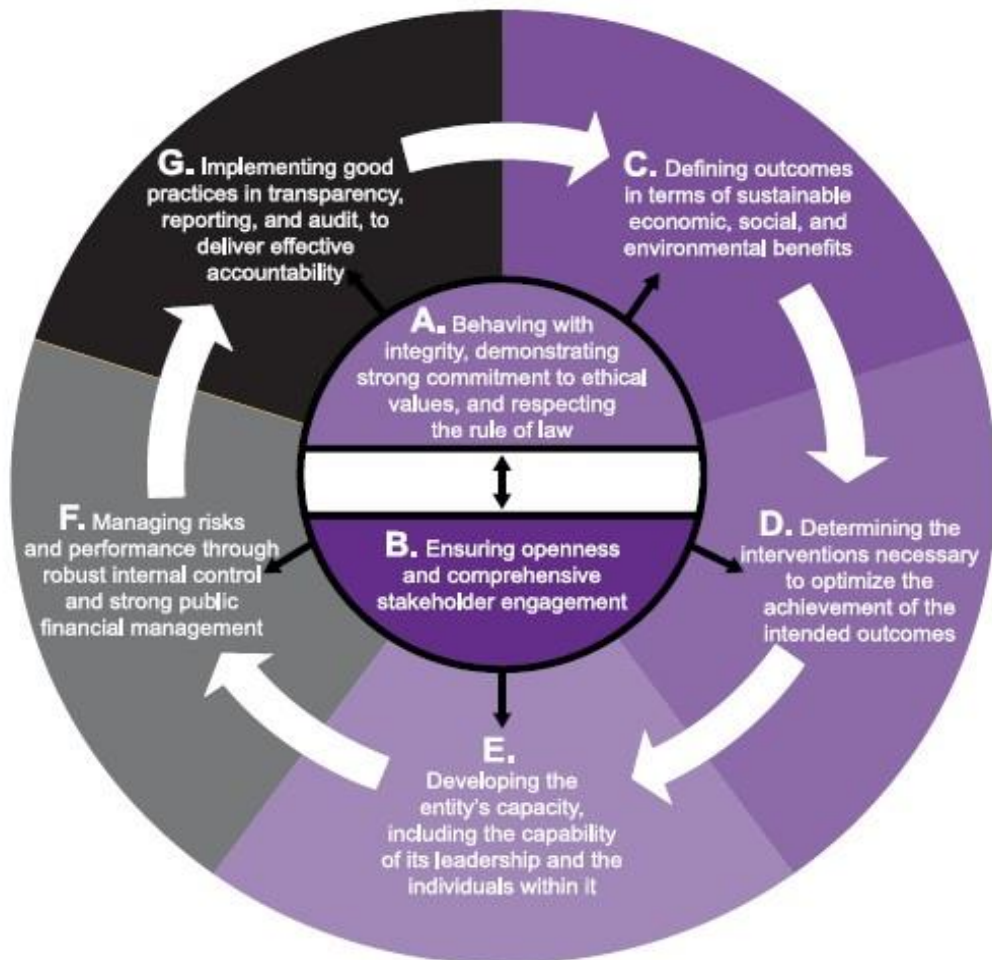 A. Behaving with
integrity, demonstrating
strong commitment to ethical
values, and respecting
the rule of law
B. Ensuring openness
and comprehensive
stakeholder engagement
C. Defining outcomes
in terms of sustainable
economic, social, and
environmental benefits
D. Determining the
interventions necessary
to optimize the
achievement of the
intended outcomes
E.
Developing the
entity's capacity,
including the capability
of its leadership and the
individuals within it
F. Managing risks
and performance through
robust internal control
and strong public
financial management
G. Implementing good
practices in transparency,
reporting, and audit, to
deliver effective
accountability